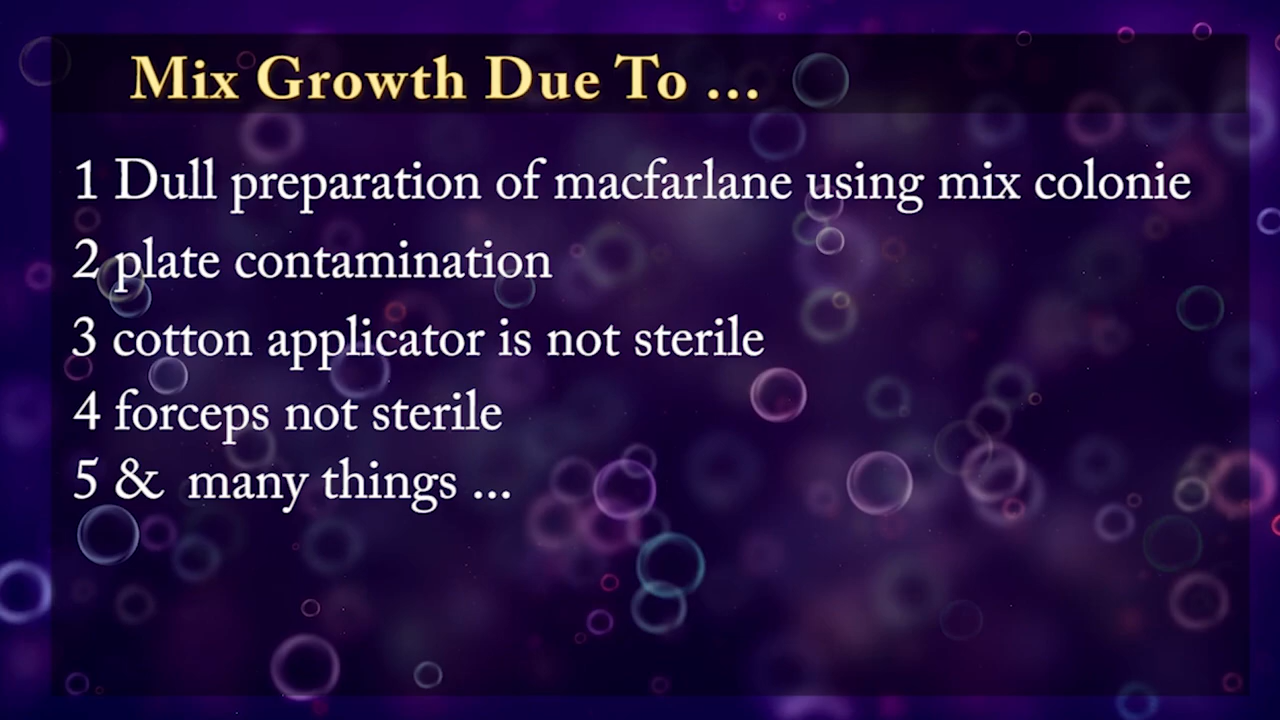 Mix Growth Due To ...
1 Dull preparation of macfarlane using mix colonie
2 plate contamination
3 cotton applicator is not sterile
4 forceps not sterile
5 & many things ...